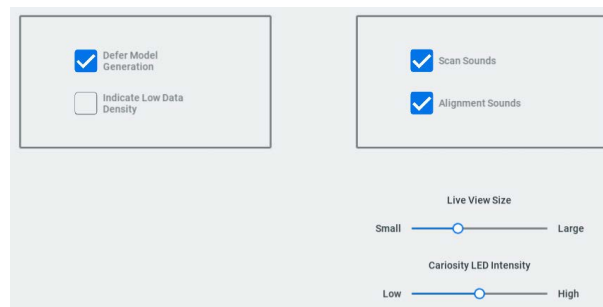 Defer Model
Generation
Indicate Low Data
Density
Scan Sounds
Alignment Sounds
Live View Size
Small Large
Cariosity LED Intensity
Low High